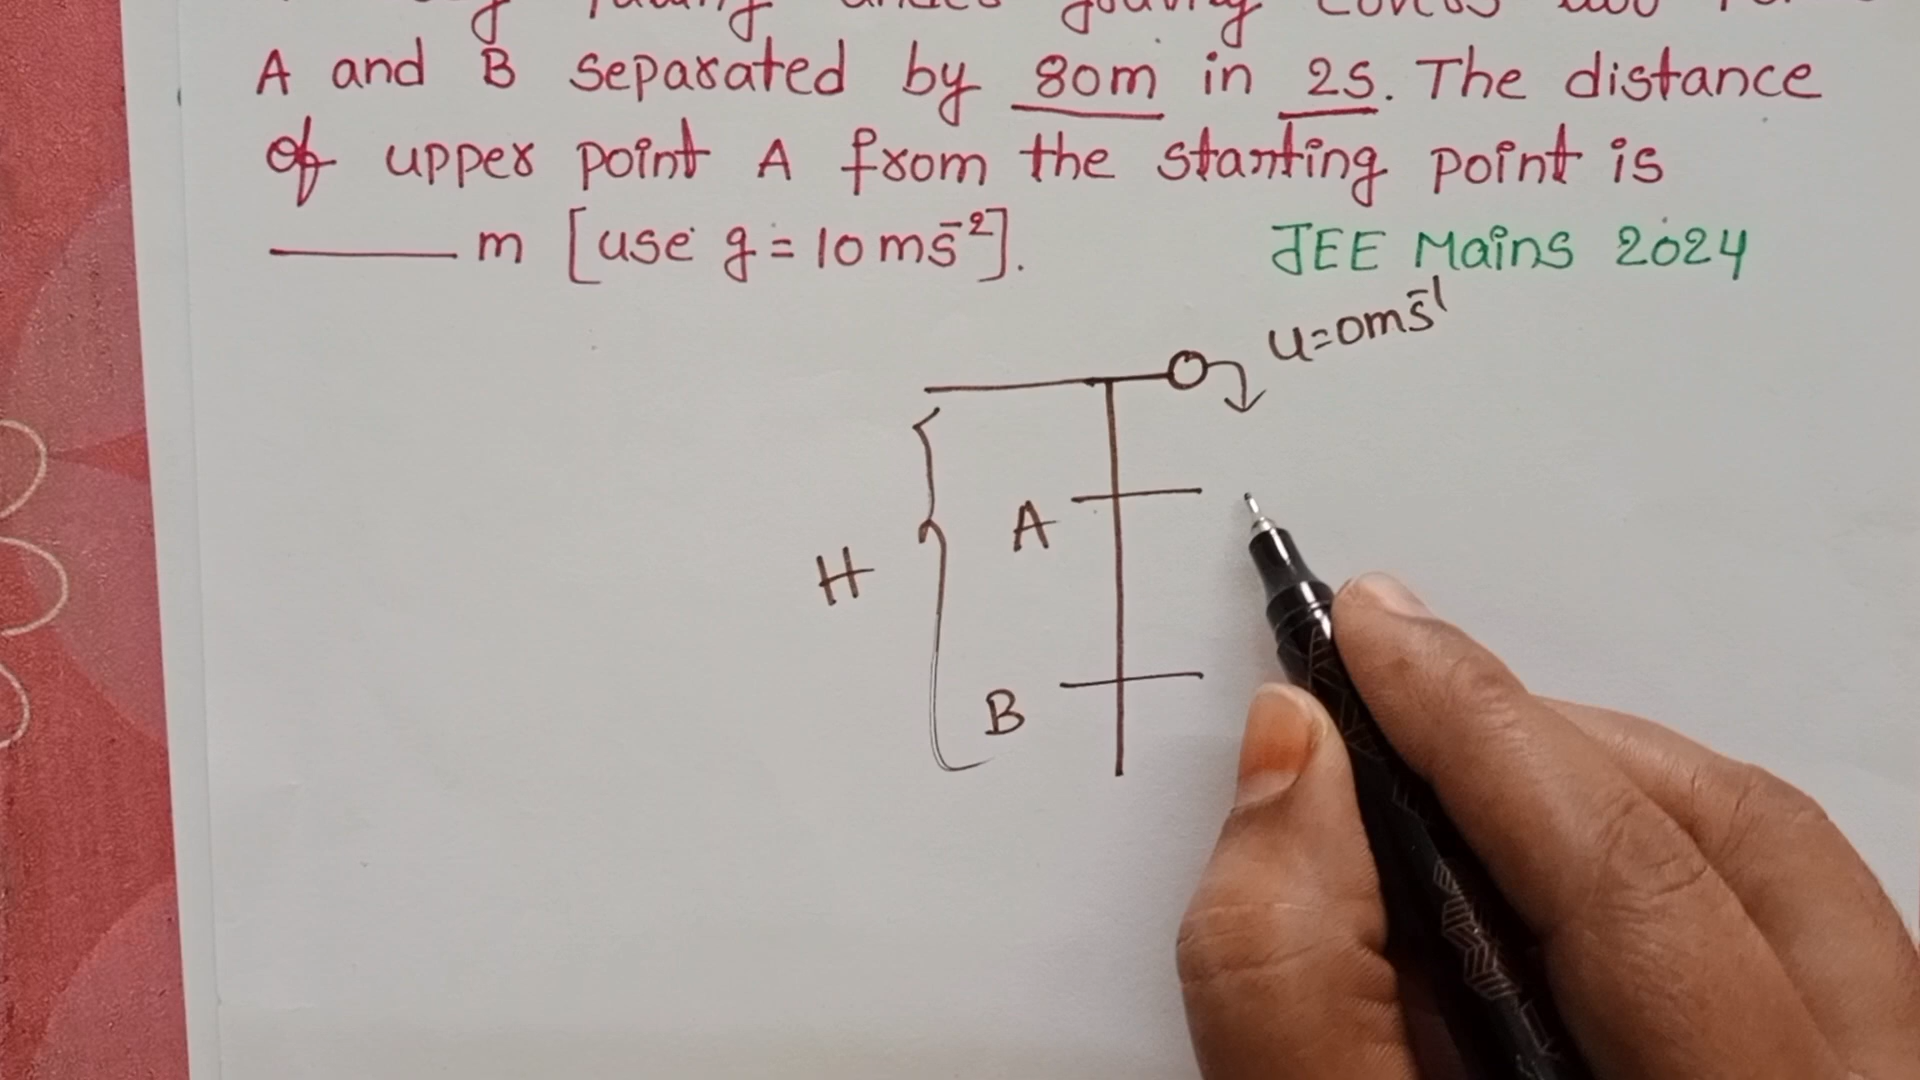 A and B separated by 80m in 2s. The distance
of upper point A from the starting point is
____ m [use g = 10 ms⁻²].
JEE Mains 2024
u=0ms⁻¹
A
H
B